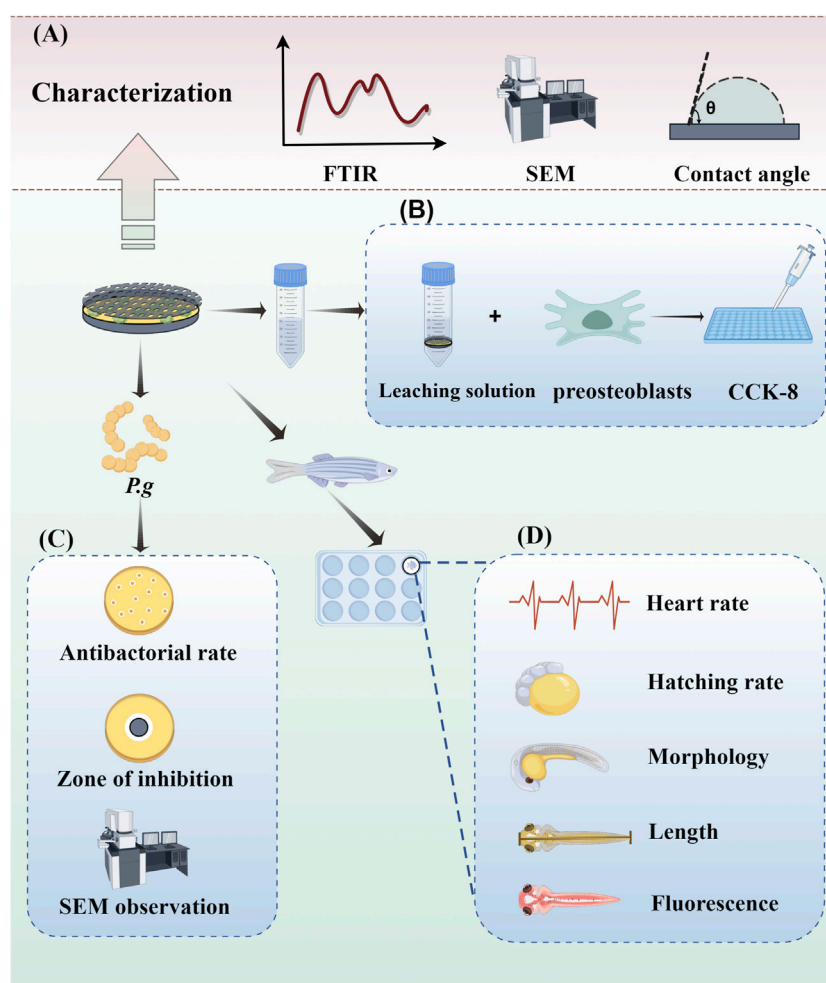 (A)
Characterization
θ
FTIR
SEM
Contact angle
(B)
+
Leaching solution
preosteoblasts
CCK-8
P.g
(C)
Antibactorial rate
Zone of inhibition
SEM observation
(D)
Heart rate
Hatching rate
Morphology
Length
Fluorescence